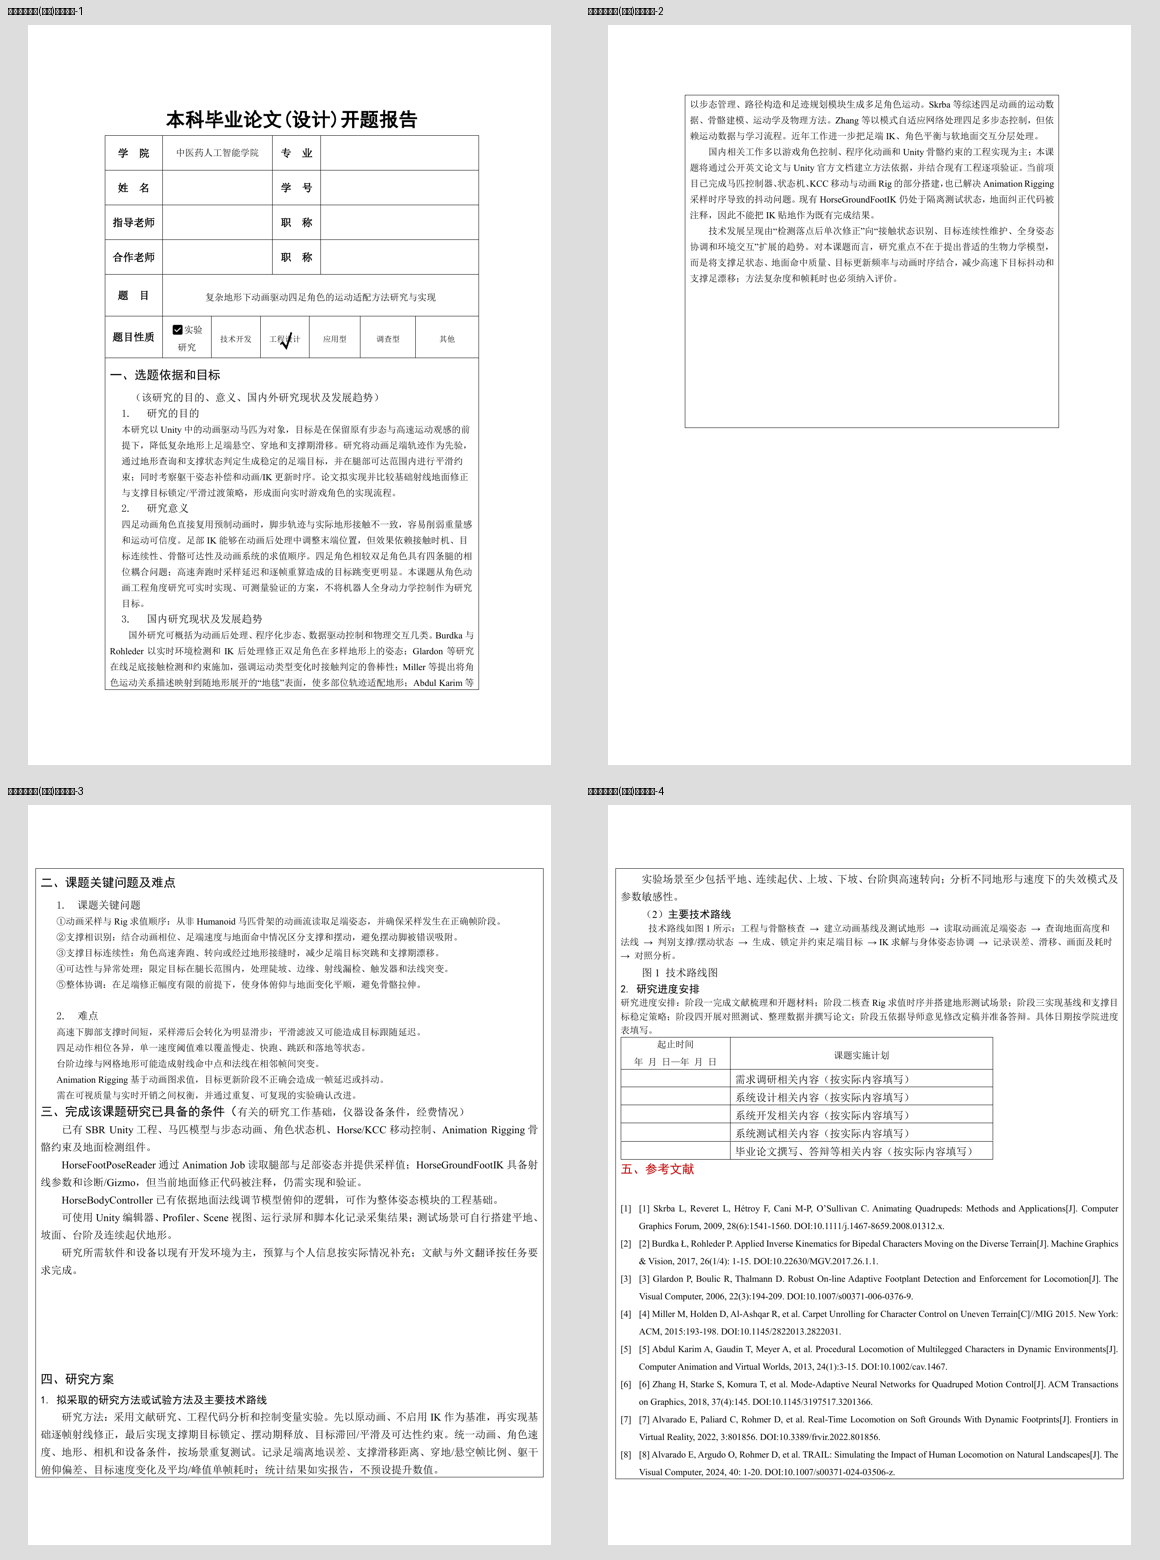 (    )    -1
本科毕业论文(设计)开题报告
学 院 中医药人工智能学院 专 业
姓 名 学 号
指导老师 职 称
合作老师 职 称
题 目 复杂地形下动画驱动四足角色的运动适配方法研究与实现
题目性质 实验研究 技术开发 工程设计 应用型 调查型 其他
一、选题依据和目标
（该研究的目的、意义、国内外研究现状及发展趋势）
1. 研究的目的
本研究以 Unity 中的动画驱动马匹为对象，目标是在保留原有步态与高速运动观感的前
提下，降低复杂地形上足端悬空、穿地和支撑期滑移。研究将动画足端轨迹作为先验，
通过地形查询和支撑状态判定生成稳定的足端目标，并在腿部可达范围内进行平滑约
束；同时考察躯干姿态补偿和动画/IK 更新时序。论文拟实现并比较基础射线地面修正
与支撑目标锁定/平滑过渡策略，形成面向实时游戏角色的实现流程。
2. 研究意义
四足动画角色直接复用预制动画时，脚步轨迹与实际地形接触不一致，容易削弱重量感
和运动可信度。足部 IK 能够在动画后处理中调整末端位置，但效果依赖接触时机、目
标连续性、骨骼可达性及动画系统的求值顺序。四足角色相较双足角色具有四条腿的相
位耦合问题；高速奔跑时采样延迟和逐帧重算造成的目标跳变更明显。本课题从角色动
画工程角度研究可实时实现、可测量验证的方案，不将机器人全身动力学控制作为研究
目标。
3. 国内研究现状及发展趋势
国外研究可概括为动画后处理、程序化步态、数据驱动控制和物理交互几类。Burdka 与
Rohleder 以实时环境检测和 IK 后处理修正双足角色在多样地形上的姿态；Glardon 等研究
在线足底接触检测和约束施加，强调运动类型变化时接触判定的鲁棒性；Miller 等提出将角
色运动关系描述映射到随地形展开的“地毯”表面，使多部位轨迹适配地形；Abdul Karim 等
(    )    -2
以步态管理、路径构造和足迹规划模块生成多足角色运动。Skrba 等综述四足动画的运动数
据、骨骼建模、运动学及物理方法。Zhang 等以模式自适应网络处理四足多步态控制，但依
赖运动数据与学习流程。近年工作进一步把足端 IK、角色平衡与软地面交互分层处理。
国内相关工作多以游戏角色控制、程序化动画和 Unity 骨骼约束的工程实现为主；本课
题将通过公开英文论文与 Unity 官方文档建立方法依据，并结合现有工程逐项验证。当前项
目已完成马匹控制器、状态机、KCC 移动与动画 Rig 的部分搭建，也已解决 Animation Rigging
采样时序导致的抖动问题。现有 HorseGroundFootIK 仍处于隔离测试状态，地面纠正代码被
注释，因此不能把 IK 贴地作为既有完成结果。
技术发展呈现由“检测落点后单次修正”向“接触状态识别、目标连续性维护、全身姿态
协调和环境交互”扩展的趋势。对本课题而言，研究重点不在于提出普适的生物力学模型，
而是将支撑足状态、地面命中质量、目标更新频率与动画时序结合，减少高速下目标抖动和
支撑足漂移；方法复杂度和帧耗时也必须纳入评价。
(    )    -3
二、课题关键问题及难点
1. 课题关键问题
①动画采样与 Rig 求值顺序：从非 Humanoid 马匹骨架的动画流读取足端姿态，并确保采样发生在正确帧阶段。
②支撑相识别：结合动画相位、足端速度与地面命中情况区分支撑和摆动，避免摆动脚被错误吸附。
③支撑目标连续性：角色高速奔跑、转向或经过地形接缝时，减少足端目标突跳和支撑期漂移。
④可达性与异常处理：限定目标在腿长范围内，处理陡坡、边缘、射线漏检、触发器和法线突变。
⑤整体协调：在足端修正幅度有限的前提下，使身体俯仰与地面变化平顺，避免骨骼拉伸。
2. 难点
高速下脚部支撑时间短，采样滞后会转化为明显滑步；平滑滤波又可能造成目标跟随延迟。
四足动作相位各异，单一速度阈值难以覆盖慢走、快跑、跳跃和落地等状态。
台阶边缘与网格地形可能造成射线命中点和法线在相邻帧间突变。
Animation Rigging 基于动画图求值，目标更新阶段不正确会造成一帧延迟或抖动。
需在可视质量与实时开销之间权衡，并通过重复、可复现的实验确认改进。
三、完成该课题研究已具备的条件（有关的研究工作基础，仪器设备条件，经费情况）
已有 SBR Unity 工程、马匹模型与步态动画、角色状态机、Horse/KCC 移动控制、Animation Rigging 骨
骼约束及地面检测组件。
HorseFootPoseReader 通过 Animation Job 读取腿部与足部姿态并提供采样值；HorseGroundFootIK 具备射
线参数和诊断/Gizmo，但当前地面修正代码被注释，仍需实现和验证。
HorseBodyController 已有依据地面法线调节模型俯仰的逻辑，可作为整体姿态模块的工程基础。
可使用 Unity 编辑器、Profiler、Scene 视图、运行录屏和脚本化记录采集结果；测试场景可自行搭建平地、
坡面、台阶及连续起伏地形。
研究所需软件和设备以现有开发环境为主，预算与个人信息按实际情况补充；文献与外文翻译按任务要
求完成。
四、研究方案
1. 拟采取的研究方法或试验方法及主要技术路线
研究方法：采用文献研究、工程代码分析和控制变量实验。先以原动画、不启用 IK 作为基准，再实现基
础逐帧射线修正，最后实现支撑期目标锁定、摆动期释放、目标滞回/平滑及可达性约束。统一动画、角色速
度、地形、相机和设备条件，按场景重复测试。记录足端离地误差、支撑滑移距离、穿地/悬空帧比例、躯干
俯仰偏差、目标速度变化及平均/峰值单帧耗时；统计结果如实报告，不预设提升数值。
(    )    -4
实验场景至少包括平地、连续起伏、上坡、下坡、台阶與高速转向；分析不同地形与速度下的失效模式及
参数敏感性。
（2）主要技术路线
技术路线如图 1 所示：工程与骨骼核查 → 建立动画基线及测试地形 → 读取动画流足端姿态 → 查询地面高度和
法线 → 判别支撑/摆动状态 → 生成、锁定并约束足端目标 → IK 求解与身体姿态协调 → 记录误差、滑移、画面及耗时
→ 对照分析。
图 1 技术路线图
2. 研究进度安排
研究进度安排：阶段一完成文献梳理和开题材料；阶段二核查 Rig 求值时序并搭建地形测试场景；阶段三实现基线和支撑目
标稳定策略；阶段四开展对照测试、整理数据并撰写论文；阶段五依据导师意见修改定稿并准备答辩。具体日期按学院进度
表填写。
起止时间
年 月 日—年 月 日 课题实施计划
需求调研相关内容（按实际内容填写）
系统设计相关内容（按实际内容填写）
系统开发相关内容（按实际内容填写）
系统测试相关内容（按实际内容填写）
毕业论文撰写、答辩等相关内容（按实际内容填写）
五、参考文献
[1] [1] Skrba L, Reveret L, Hétroy F, Cani M-P, O’Sullivan C. Animating Quadrupeds: Methods and Applications[J]. Computer
Graphics Forum, 2009, 28(6):1541-1560. DOI:10.1111/j.1467-8659.2008.01312.x.
[2] [2] Burdka Ł, Rohleder P. Applied Inverse Kinematics for Bipedal Characters Moving on the Diverse Terrain[J]. Machine Graphics
& Vision, 2017, 26(1/4): 1-15. DOI:10.22630/MGV.2017.26.1.1.
[3] [3] Glardon P, Boulic R, Thalmann D. Robust On-line Adaptive Footplant Detection and Enforcement for Locomotion[J]. The
Visual Computer, 2006, 22(3):194-209. DOI:10.1007/s00371-006-0376-9.
[4] [4] Miller M, Holden D, Al-Ashqar R, et al. Carpet Unrolling for Character Control on Uneven Terrain[C]//MIG 2015. New York:
ACM, 2015:193-198. DOI:10.1145/2822013.2822031.
[5] [5] Abdul Karim A, Gaudin T, Meyer A, et al. Procedural Locomotion of Multilegged Characters in Dynamic Environments[J].
Computer Animation and Virtual Worlds, 2013, 24(1):3-15. DOI:10.1002/cav.1467.
[6] [6] Zhang H, Starke S, Komura T, et al. Mode-Adaptive Neural Networks for Quadruped Motion Control[J]. ACM Transactions
on Graphics, 2018, 37(4):145. DOI:10.1145/3197517.3201366.
[7] [7] Alvarado E, Paliard C, Rohmer D, et al. Real-Time Locomotion on Soft Grounds With Dynamic Footprints[J]. Frontiers in
Virtual Reality, 2022, 3:801856. DOI:10.3389/frvir.2022.801856.
[8] [8] Alvarado E, Argudo O, Rohmer D, et al. TRAIL: Simulating the Impact of Human Locomotion on Natural Landscapes[J]. The
Visual Computer, 2024, 40: 1-20. DOI:10.1007/s00371-024-03506-z.